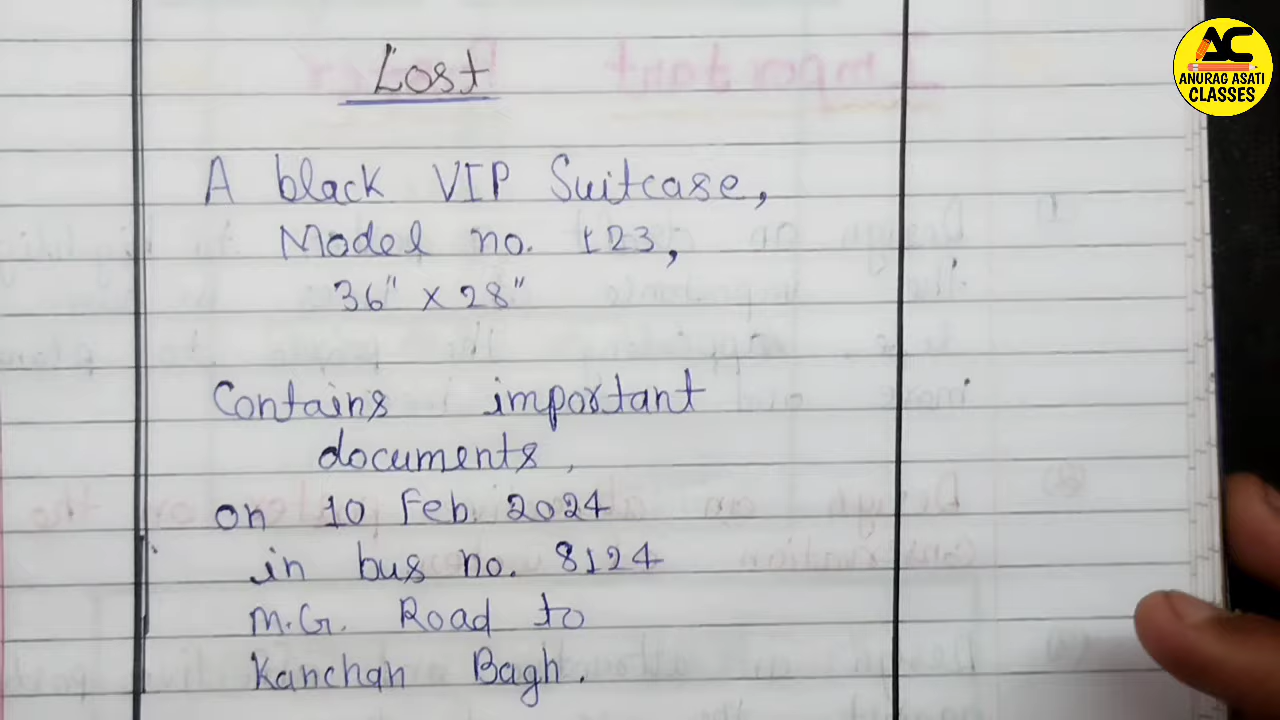 Lost
A black VIP Suitcase,
Model no. 123,
36" x 28"
Contains important
documents,
on 10 Feb. 2024
in bus no. 8124
M.G. Road to
Kanchan Bagh.
AC
ANURAG ASATI
CLASSES